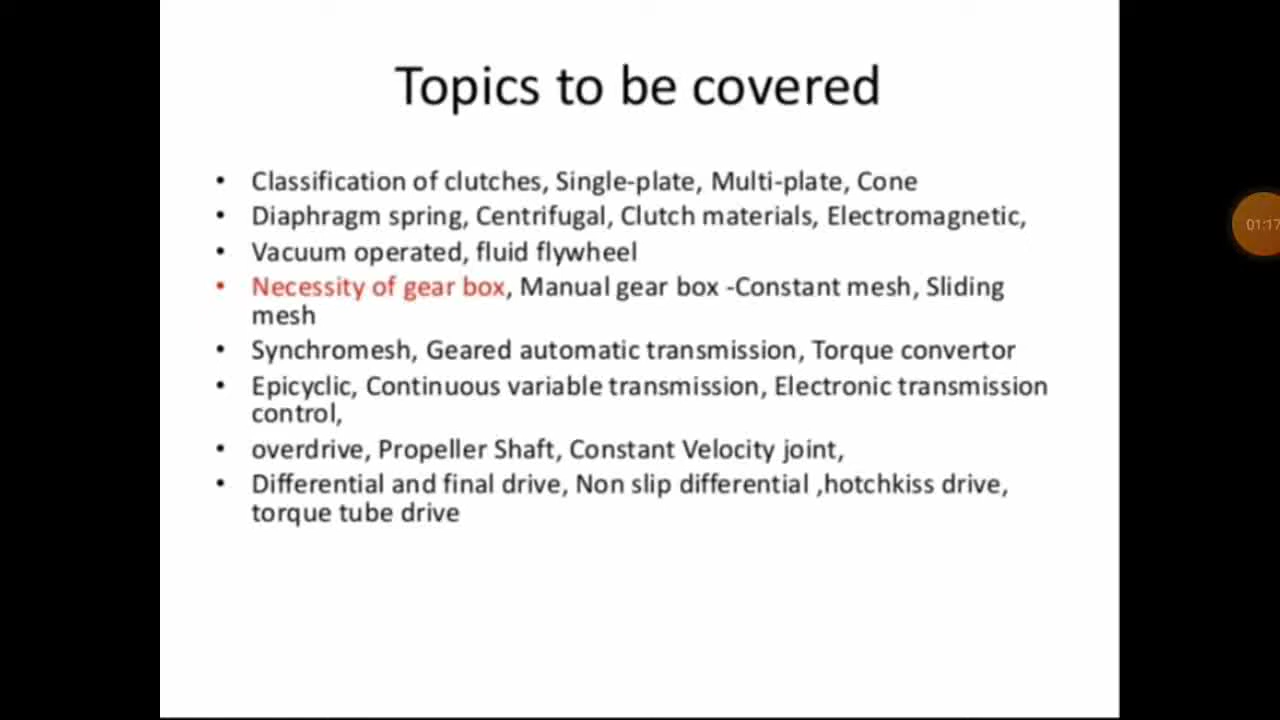 Topics to be covered
• Classification of clutches, Single-plate, Multi-plate, Cone
• Diaphragm spring, Centrifugal, Clutch materials, Electromagnetic,
• Vacuum operated, fluid flywheel
• Necessity of gear box, Manual gear box -Constant mesh, Sliding
mesh
• Synchromesh, Geared automatic transmission, Torque convertor
• Epicyclic, Continuous variable transmission, Electronic transmission
control,
• overdrive, Propeller Shaft, Constant Velocity joint,
• Differential and final drive, Non slip differential ,hotchkiss drive,
torque tube drive
01:17